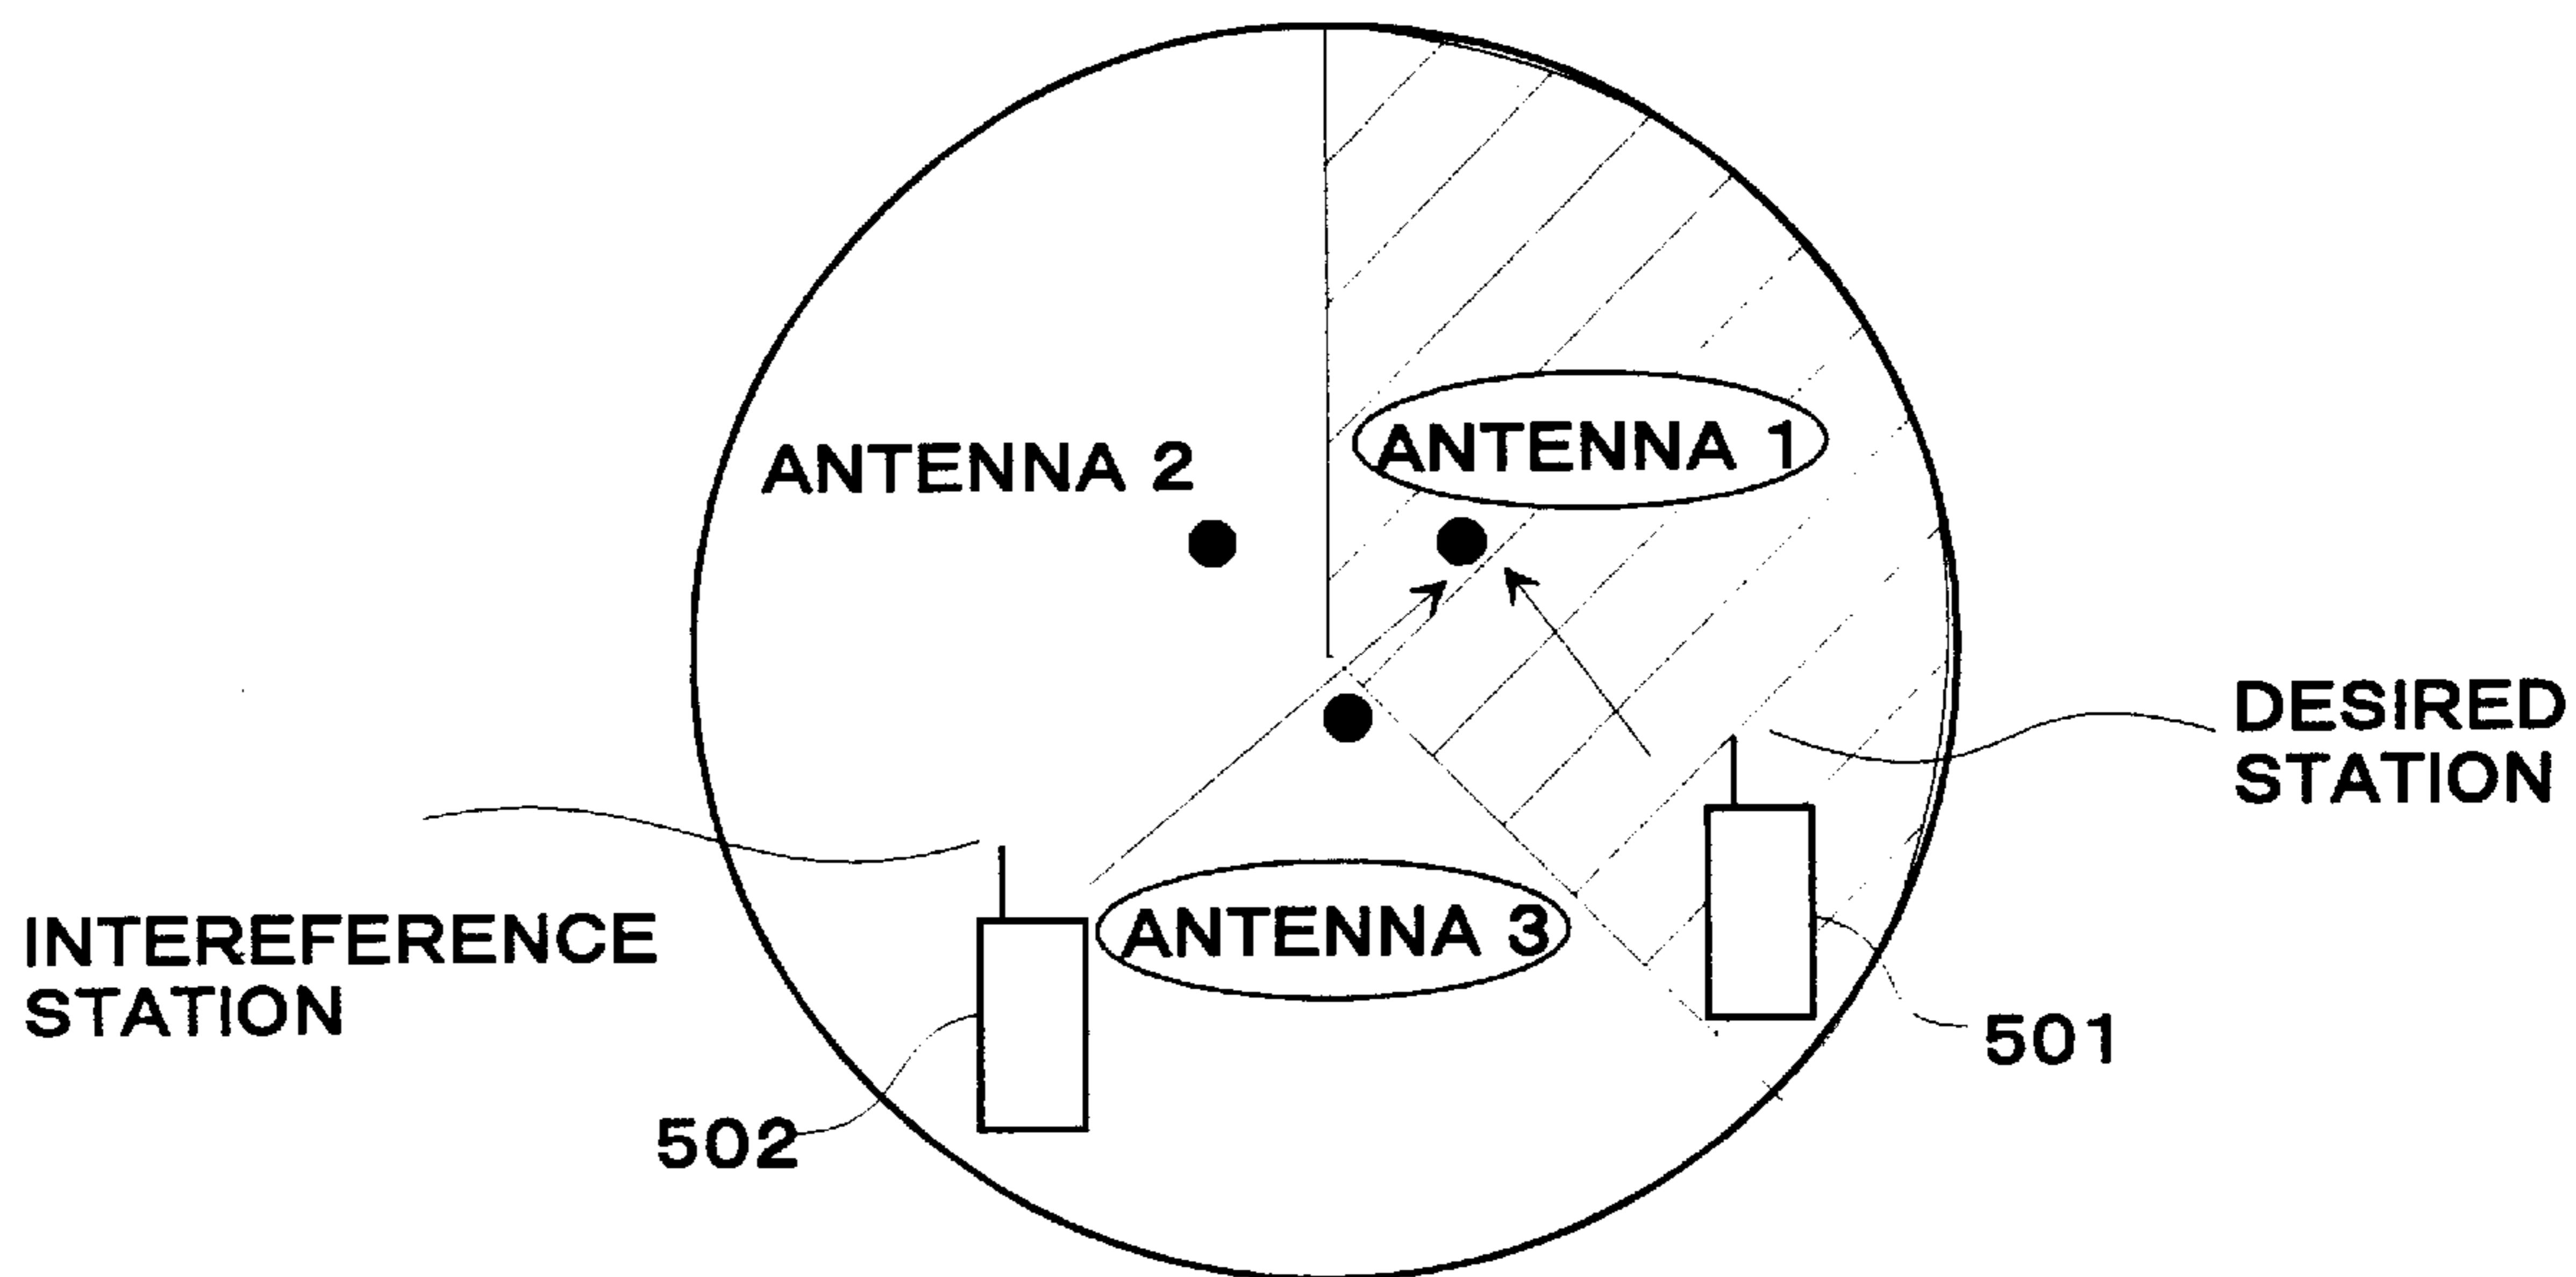 ANTENNA 1
ANTENNA 2
DESIRED
STATION
ANTENNA 3
INTEREFERENCE
STATION
501
502